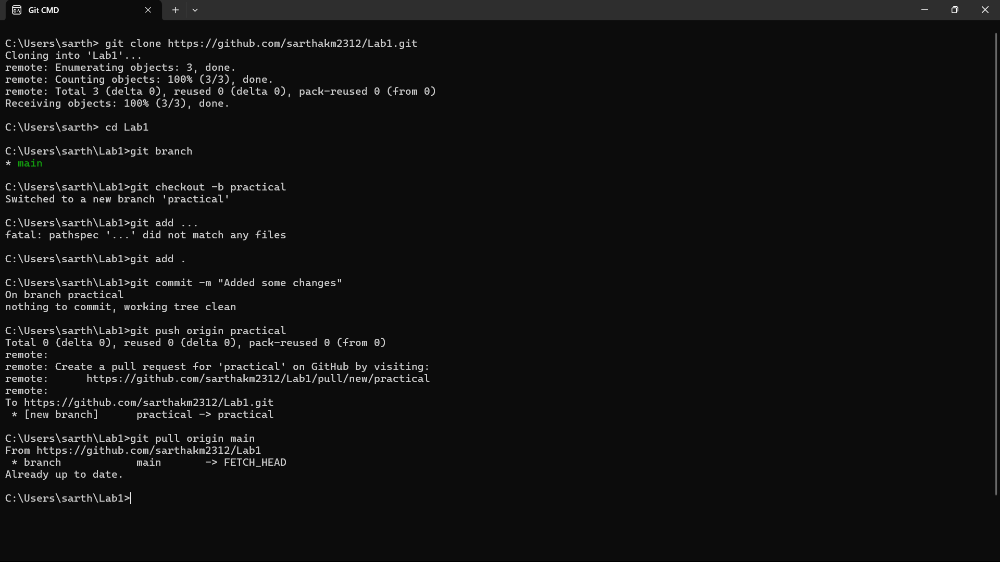 Git CMD
C:\Users\sarth> git clone https://github.com/sarthakm2312/Lab1.git
Cloning into 'Lab1'...
remote: Enumerating objects: 3, done.
remote: Counting objects: 100% (3/3), done.
remote: Total 3 (delta 0), reused 0 (delta 0), pack-reused 0 (from 0)
Receiving objects: 100% (3/3), done.
C:\Users\sarth> cd Lab1
C:\Users\sarth\Lab1>git branch
* main
C:\Users\sarth\Lab1>git checkout -b practical
Switched to a new branch 'practical'
C:\Users\sarth\Lab1>git add ...
fatal: pathspec '...' did not match any files
C:\Users\sarth\Lab1>git add .
C:\Users\sarth\Lab1>git commit -m "Added some changes"
On branch practical
nothing to commit, working tree clean
C:\Users\sarth\Lab1>git push origin practical
Total 0 (delta 0), reused 0 (delta 0), pack-reused 0 (from 0)
remote:
remote: Create a pull request for 'practical' on GitHub by visiting:
remote:      https://github.com/sarthakm2312/Lab1/pull/new/practical
remote:
To https://github.com/sarthakm2312/Lab1.git
 * [new branch]      practical -> practical
C:\Users\sarth\Lab1>git pull origin main
From https://github.com/sarthakm2312/Lab1
 * branch            main       -> FETCH_HEAD
Already up to date.
C:\Users\sarth\Lab1>